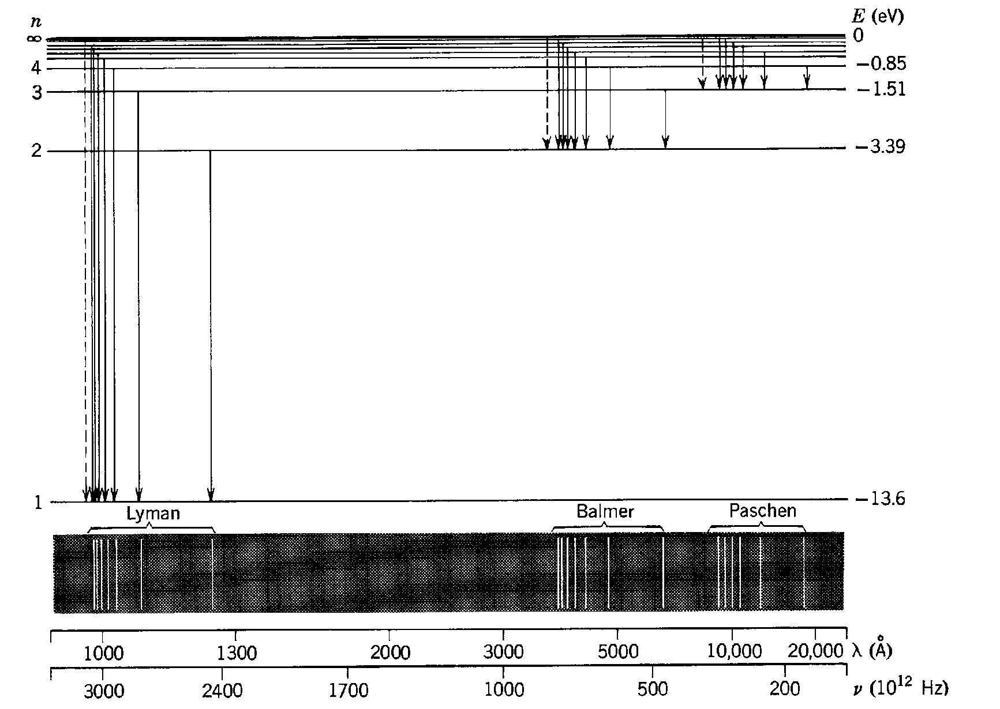 n E (eV)
∞ 0
4 −0.85
3 −1.51
2 −3.39
1 −13.6
Lyman Balmer Paschen
1000 1300 2000 3000 5000 10,000 20,000 λ (Å)
3000 2400 1700 1000 500 200 ν (10¹² Hz)